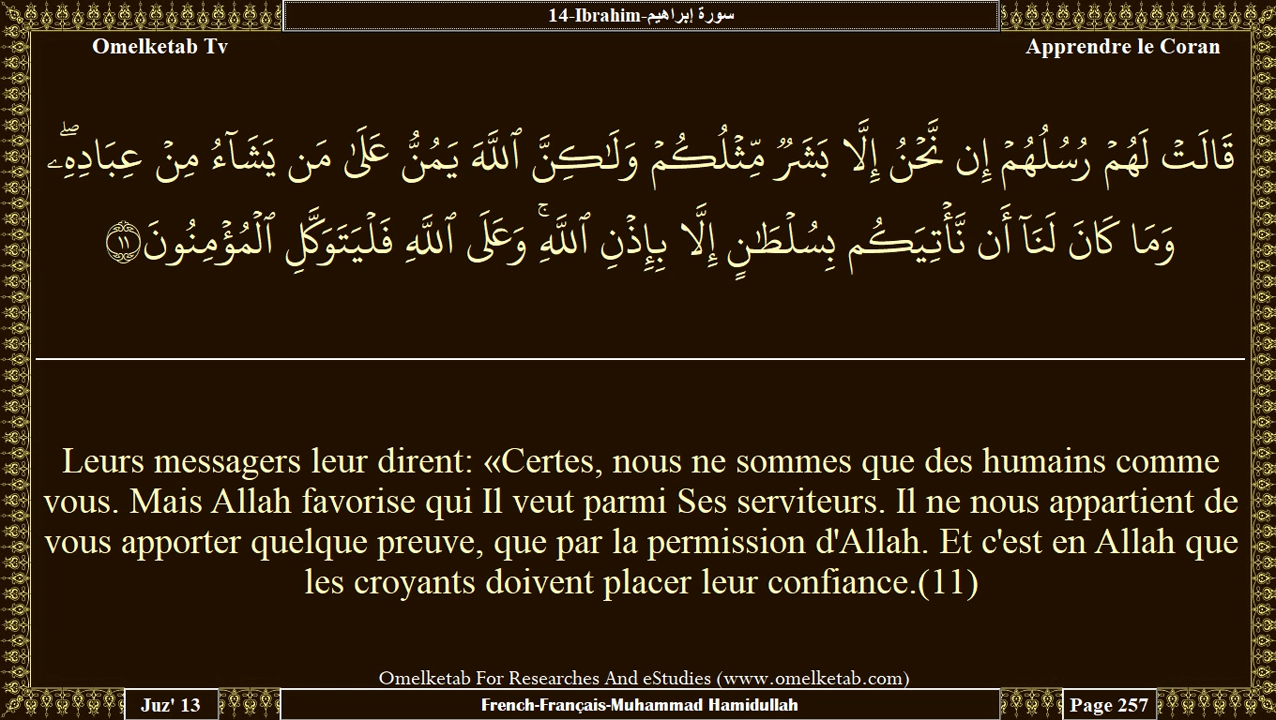 14-Ibrahim-سورة إبراهيم
Omelketab Tv
Apprendre le Coran
قَالَتۡ لَهُمۡ رُسُلُهُمۡ إِن نَّحۡنُ إِلَّا بَشَرٞ مِّثۡلُكُمۡ وَلَٰكِنَّ ٱللَّهَ يَمُنُّ عَلَىٰ مَن يَشَآءُ مِنۡ عِبَادِهِۦۖ
وَمَا كَانَ لَنَآ أَن نَّأۡتِيَكُم بِسُلۡطَٰنٍ إِلَّا بِإِذۡنِ ٱللَّهِۚ وَعَلَى ٱللَّهِ فَلۡيَتَوَكَّلِ ٱلۡمُؤۡمِنُونَ ١١
Leurs messagers leur dirent: «Certes, nous ne sommes que des humains comme
vous. Mais Allah favorise qui Il veut parmi Ses serviteurs. Il ne nous appartient de
vous apporter quelque preuve, que par la permission d'Allah. Et c'est en Allah que
les croyants doivent placer leur confiance.(11)
Omelketab For Researches And eStudies (www.omelketab.com)
Juz' 13
French-Français-Muhammad Hamidullah
Page 257